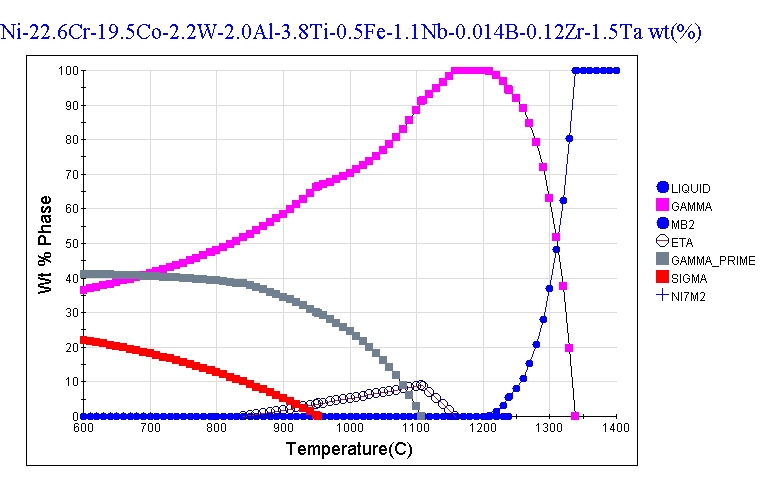 Ni-22.6Cr-19.5Co-2.2W-2.0Al-3.8Ti-0.5Fe-1.1Nb-0.014B-0.12Zr-1.5Ta wt(%)
100
90
80
70
60
50
40
30
20
10
0
Wt % Phase
600 700 800 900 1000 1100 1200 1300 1400
Temperature(C)
LIQUID
GAMMA
MB2
ETA
GAMMA_PRIME
SIGMA
NI7M2